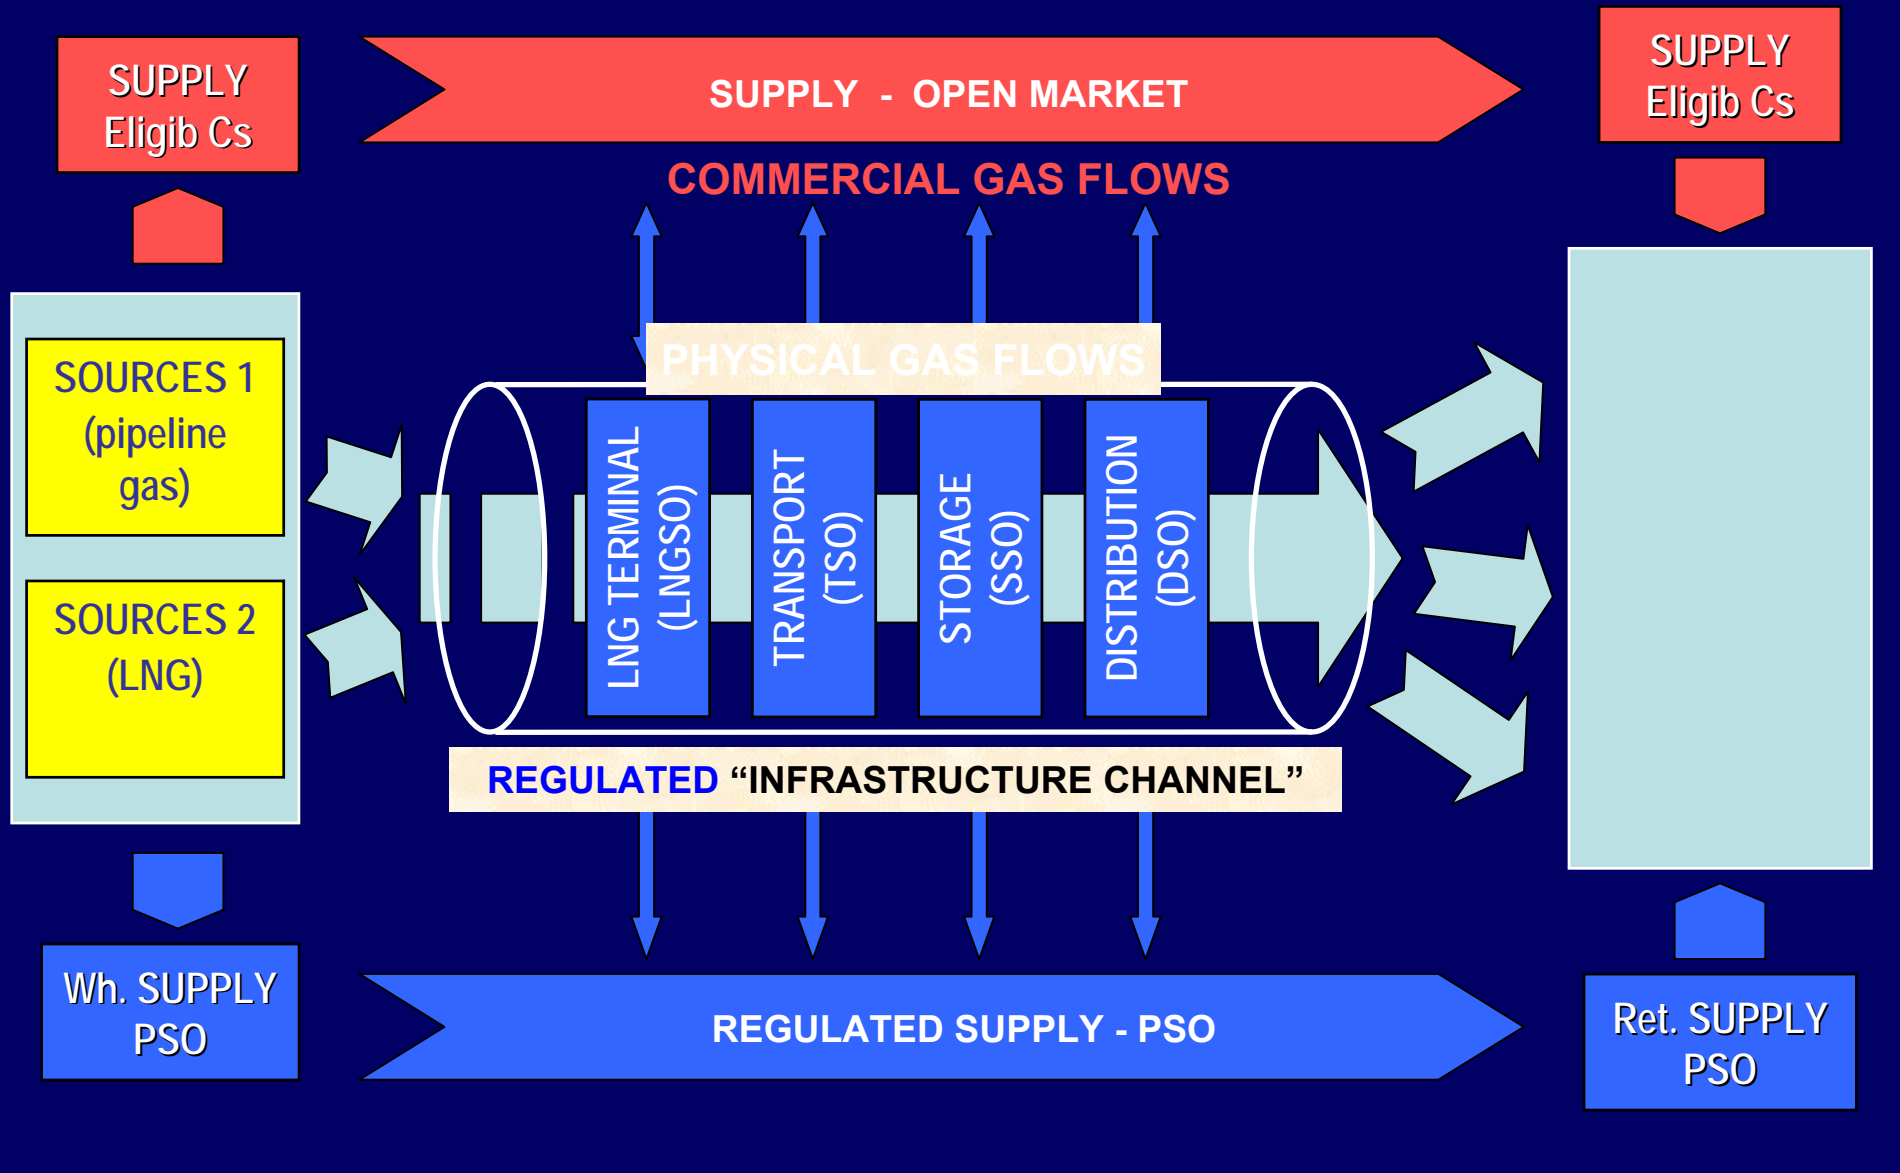 SUPPLY
Eligib Cs
SUPPLY - OPEN MARKET
SUPPLY
Eligib Cs
COMMERCIAL GAS FLOWS
PHYSICAL GAS FLOWS
SOURCES 1
(pipeline
gas)
SOURCES 2
(LNG)
LNG TERMINAL
(LNGSO)
TRANSPORT
(TSO)
STORAGE
(SSO)
DISTRIBUTION
(DSO)
REGULATED “INFRASTRUCTURE CHANNEL”
Wh. SUPPLY
PSO
REGULATED SUPPLY - PSO
Ret. SUPPLY
PSO